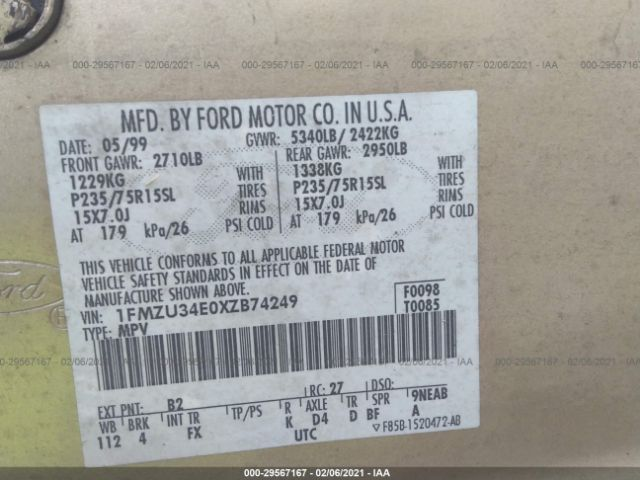 000-29567167 - 02/06/2021 - IAA
MFD. BY FORD MOTOR CO. IN U.S.A.
DATE: 05/99 GVWR: 5340LB/ 2422KG
FRONT GAWR: 2710LB REAR GAWR: 2950LB
1229KG WITH 1338KG WITH
P235/75R15SL TIRES P235/75R15SL TIRES
15X7.0J RIMS 15X7.0J RIMS
AT 179 kPa/26 PSI COLD AT 179 kPa/26 PSI COLD
THIS VEHICLE CONFORMS TO ALL APPLICABLE FEDERAL MOTOR
VEHICLE SAFETY STANDARDS IN EFFECT ON THE DATE OF
MANUFACTURE SHOWN ABOVE.
VIN: 1FMZU34E0XZB74249 F0098
TYPE: MPV T0085
EXT PNT: B2 RC: 27 DSO:
WB BRK INT TR TP/PS R AXLE TR SPR 9NEAB
112 4 FX K D4 D BF A
UTC F85B-1520472-AB
Ford
000-29567167 - 02/06/2021 - IAA